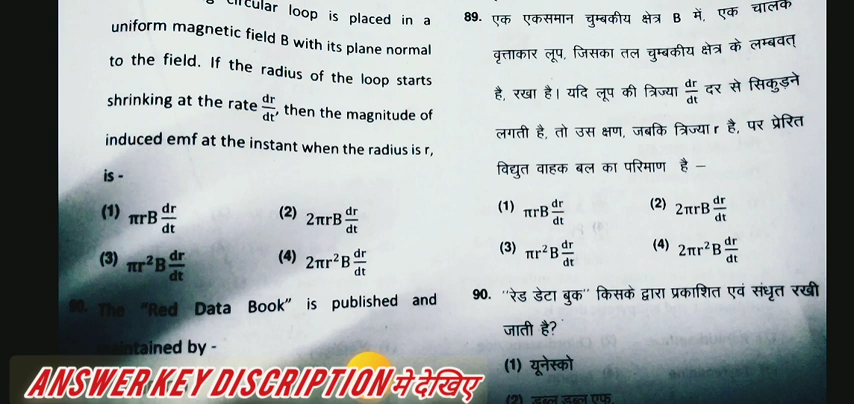 circular loop is placed in a
uniform magnetic field B with its plane normal
to the field. If the radius of the loop starts
shrinking at the rate dr/dt, then the magnitude of
induced emf at the instant when the radius is r,
is -
(1) πrB dr/dt (2) 2πrB dr/dt
(3) πr²B dr/dt (4) 2πr²B dr/dt
The "Red Data Book" is published and
maintained by -
89. एक एकसमान चुम्बकीय क्षेत्र B में, एक चालक
वृत्ताकार लूप, जिसका तल चुम्बकीय क्षेत्र के लम्बवत्
है, रखा है। यदि लूप की त्रिज्या dr/dt दर से सिकुड़ने
लगती है, तो उस क्षण, जबकि त्रिज्या r है, पर प्रेरित
विद्युत वाहक बल का परिमाण है –
(1) πrB dr/dt (2) 2πrB dr/dt
(3) πr²B dr/dt (4) 2πr²B dr/dt
90. "रेड डेटा बुक" किसके द्वारा प्रकाशित एवं संधृत रखी
जाती है?
(1) यूनेस्को
(2) डब्ल्यू डब्ल्यू एफ
ANSWER KEY DISCRIPTION मे देखिए